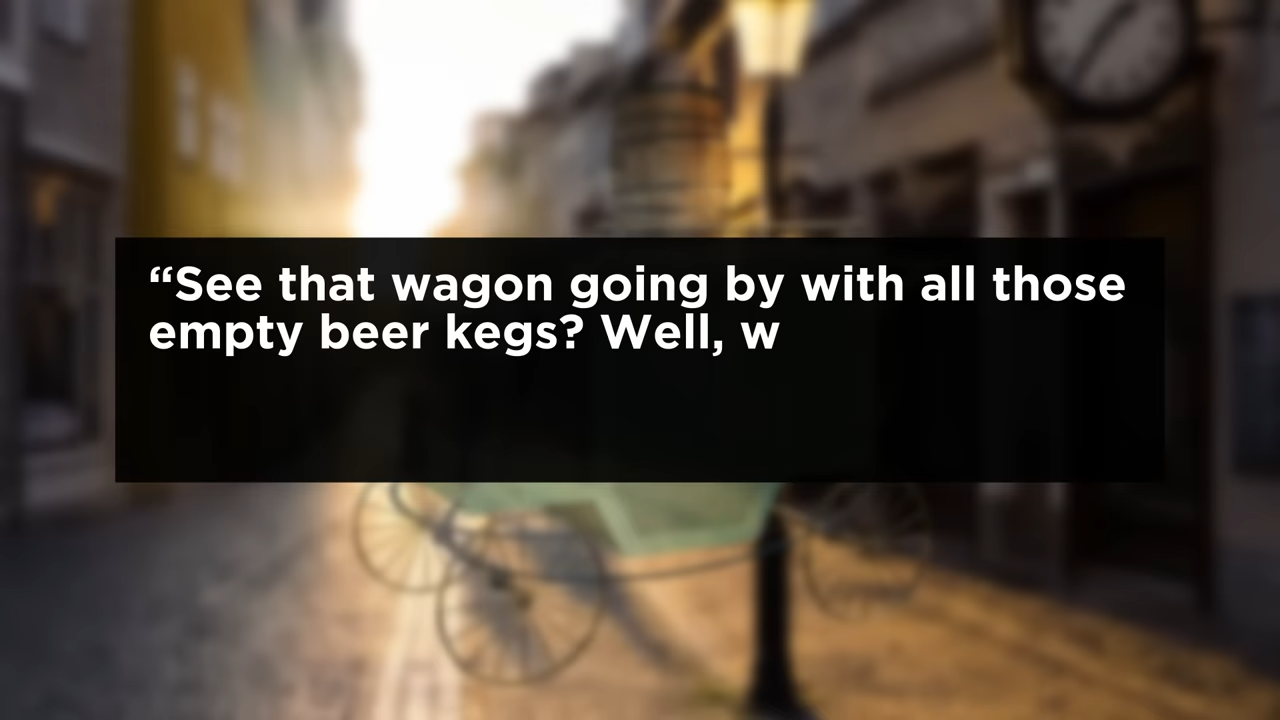 “See that wagon going by with all those
empty beer kegs? Well, w